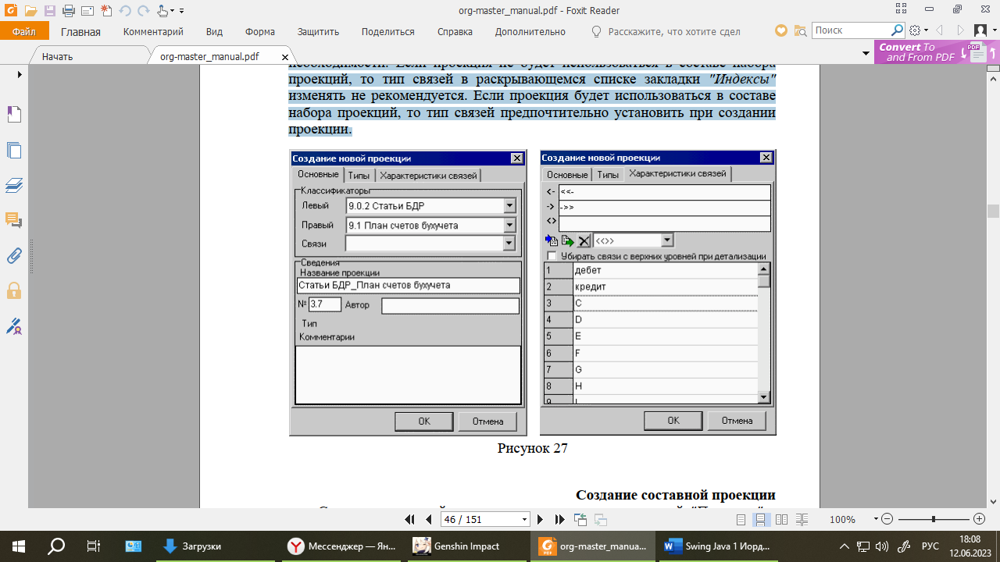 org-master_manual.pdf - Foxit Reader
Файл Главная Комментарий Вид Форма Защитить Поделиться Справка Дополнительно Расскажите, что хотите сдел Поиск
Начать org-master_manual.pdf Convert To
and From PDF PDF
необходимости. Если проекция не будет использоваться в составе набора
проекций, то тип связей в раскрывающемся списке закладки "Индексы"
изменять не рекомендуется. Если проекция будет использоваться в составе
набора проекций, то тип связей предпочтительно установить при создании
проекции.
Создание новой проекции
Основные Типы Характеристики связей
Классификаторы
Левый 9.0.2 Статьи БДР
Правый 9.1 План счетов бухучета
Связи
Сведения
Название проекции
Статьи БДР_План счетов бухучета
№ 3.7 Автор
Тип
Комментарии
OK Отмена
Создание новой проекции
Основные Типы Характеристики связей
<- <<-
-> ->>
<>
<<>>
Убирать связи с верхних уровней при детализации
1 дебет
2 кредит
3 C
4 D
5 E
6 F
7 G
8 H
9 I
OK Отмена
Рисунок 27
Создание составной проекции
46 / 151 100%
Загрузки Мессенджер — Ян... Genshin Impact org-master_manua... Swing Java 1 Иорд... РУС 18:08
12.06.2023